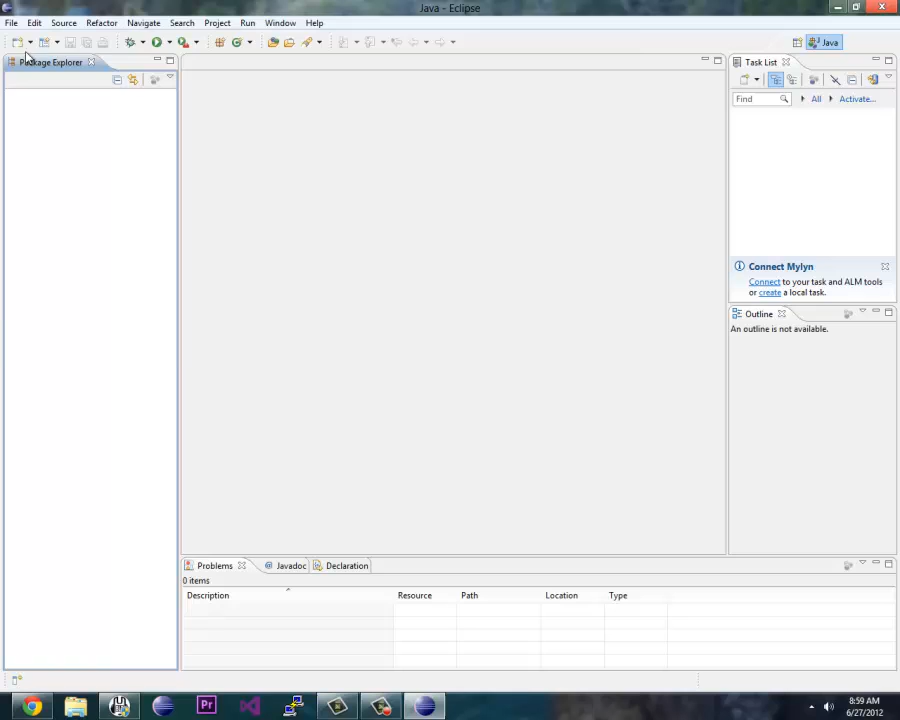 Java - Eclipse
File Edit Source Refactor Navigate Search Project Run Window Help
Java
Package Explorer
Task List
Find All Activate...
Connect Mylyn
Connect to your task and ALM tools
or create a local task.
Outline
An outline is not available.
Problems @ Javadoc Declaration
0 items
Description Resource Path Location Type
Pr
8:59 AM
6/27/2012